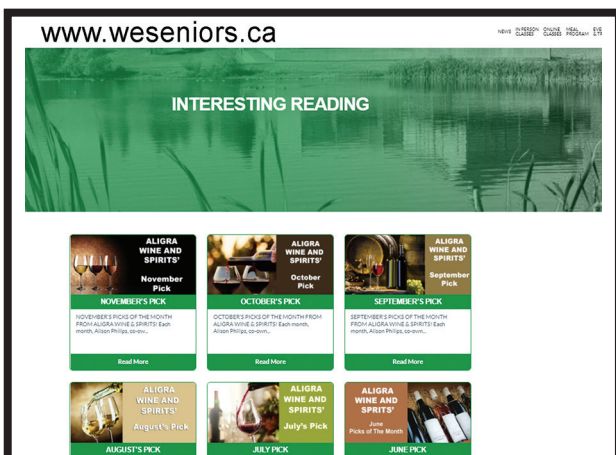 www.weseniors.ca
NEWS IN PERSON CLASSES ONLINE CLASSES MEAL PROGRAM EVE & TR
INTERESTING READING
ALIGRA
WINE AND
SPIRITS'
November
Pick
NOVEMBER'S PICK
NOVEMBER'S PICKS OF THE MONTH
FROM ALIGRA WINE & SPIRITS! Each
month, Alison Philips, co-ow...
Read More
ALIGRA
WINE AND
SPIRITS'
October
Pick
OCTOBER'S PICK
OCTOBER'S PICKS OF THE MONTH FROM
ALIGRA WINE & SPIRITS! Each month,
Alison Philips, co-own...
Read More
ALIGRA
WINE AND
SPIRITS'
September
Pick
SEPTEMBER'S PICK
SEPTEMBER'S PICKS OF THE MONTH
FROM ALIGRA WINE & SPIRITS! Each
month, Alison Philips, co-own...
Read More
ALIGRA
WINE AND
SPIRITS'
August's Pick
AUGUST'S PICK
ALIGRA
WINE AND
SPIRITS'
July's Pick
JULY PICK
ALIGRA
WINE AND
SPRITS'
June
Picks of The Month
JUNE PICK